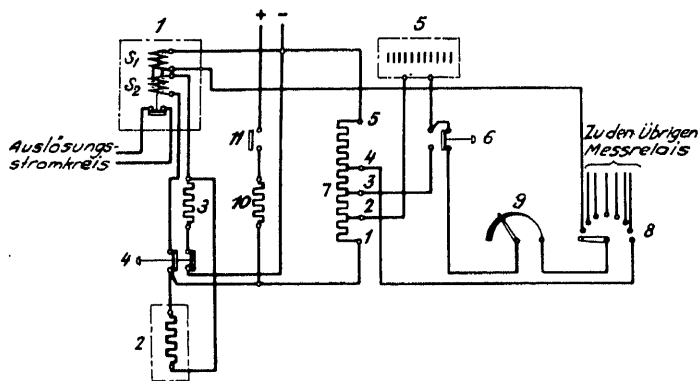 1
+ -
5
S1
S2
11
5
6
Zu den Übrigen
Messrelais
Auslösungs-
stromkreis
4
3
10
7
3
9
2
8
1
4
2